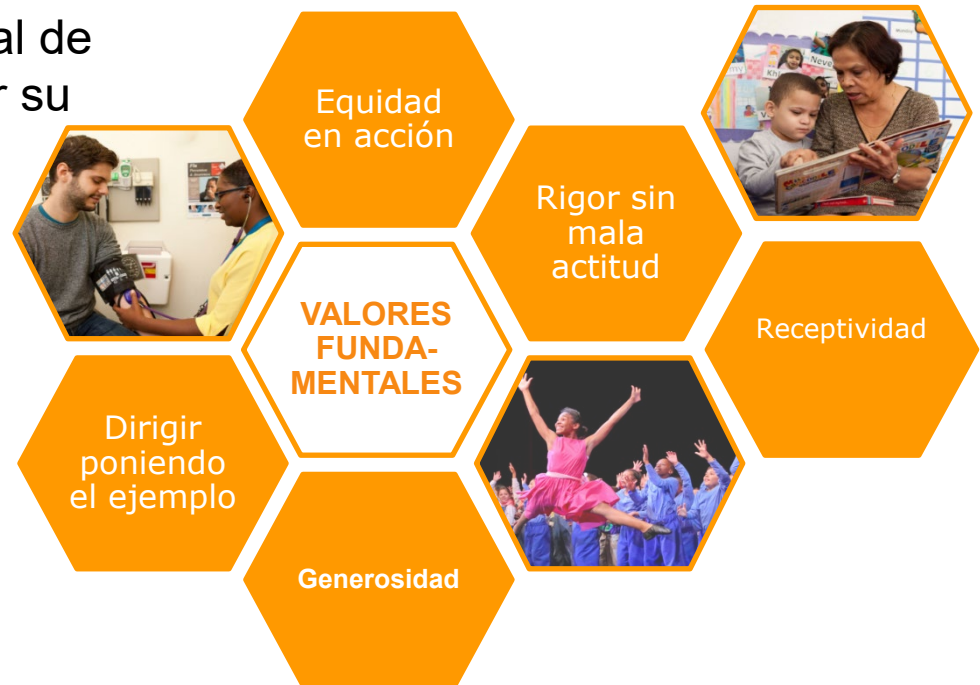 al de
r su
Equidad
en acción
Rigor sin
mala
actitud
VALORES
FUNDA-
MENTALES
Receptividad
Dirigir
poniendo
el ejemplo
Generosidad